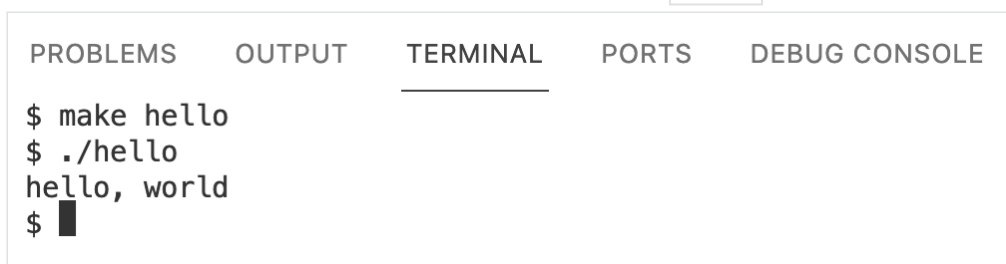 PROBLEMS OUTPUT TERMINAL PORTS DEBUG CONSOLE
$ make hello
$ ./hello
hello, world
$